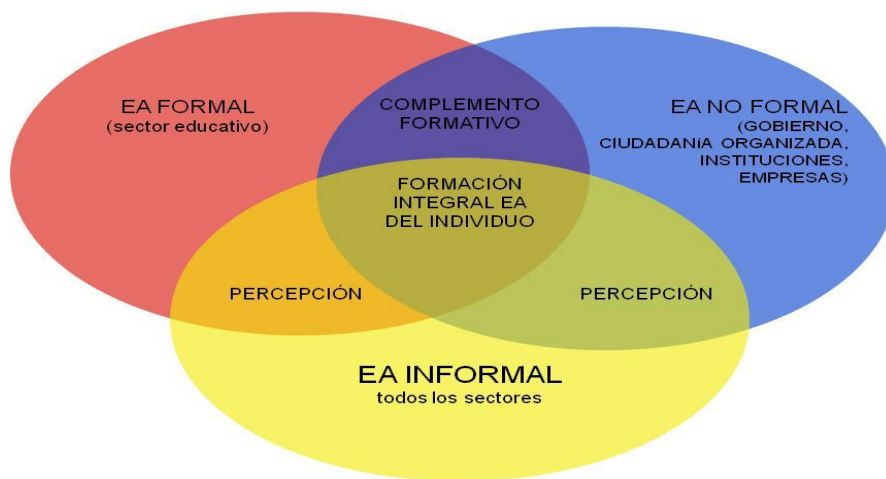 EA FORMAL
(sector educativo)
COMPLEMENTO
FORMATIVO
EA NO FORMAL
(GOBIERNO,
CIUDADANíA ORGANIZADA,
INSTITUCIONES,
EMPRESAS)
FORMACIÓN
INTEGRAL EA
DEL INDIVIDUO
PERCEPCIÓN
PERCEPCIÓN
EA INFORMAL
todos los sectores